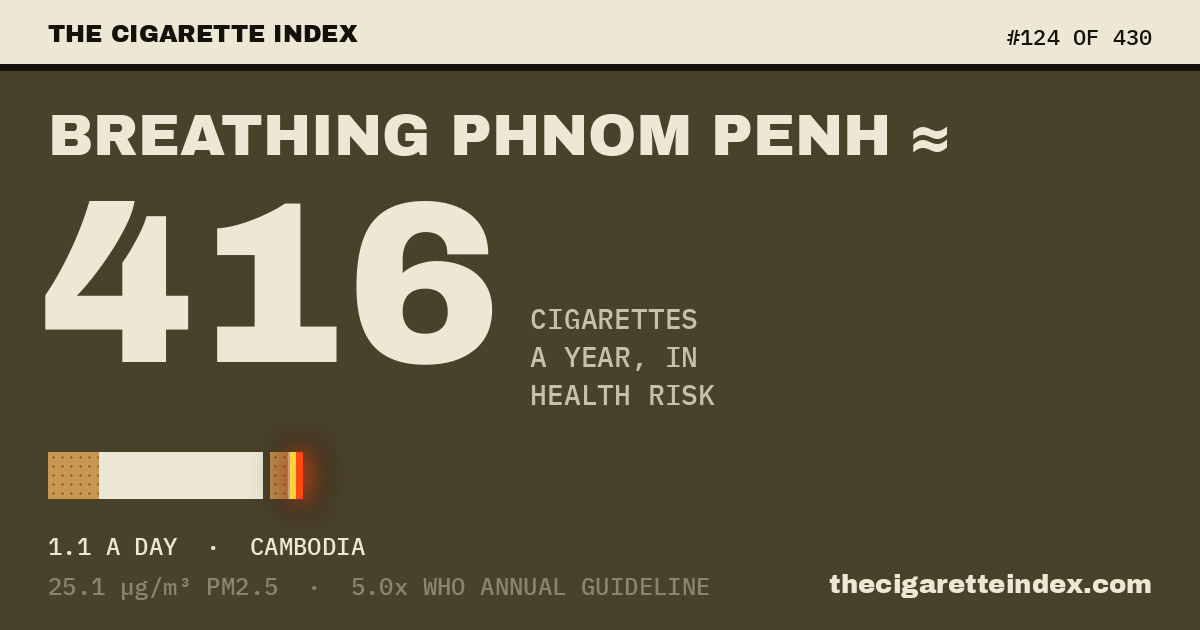 THE CIGARETTE INDEX
#124 OF 430
BREATHING PHNOM PENH ≈
416
CIGARETTES
A YEAR, IN
HEALTH RISK
1.1 A DAY · CAMBODIA
25.1 µg/m³ PM2.5 · 5.0x WHO ANNUAL GUIDELINE
thecigaretteindex.com